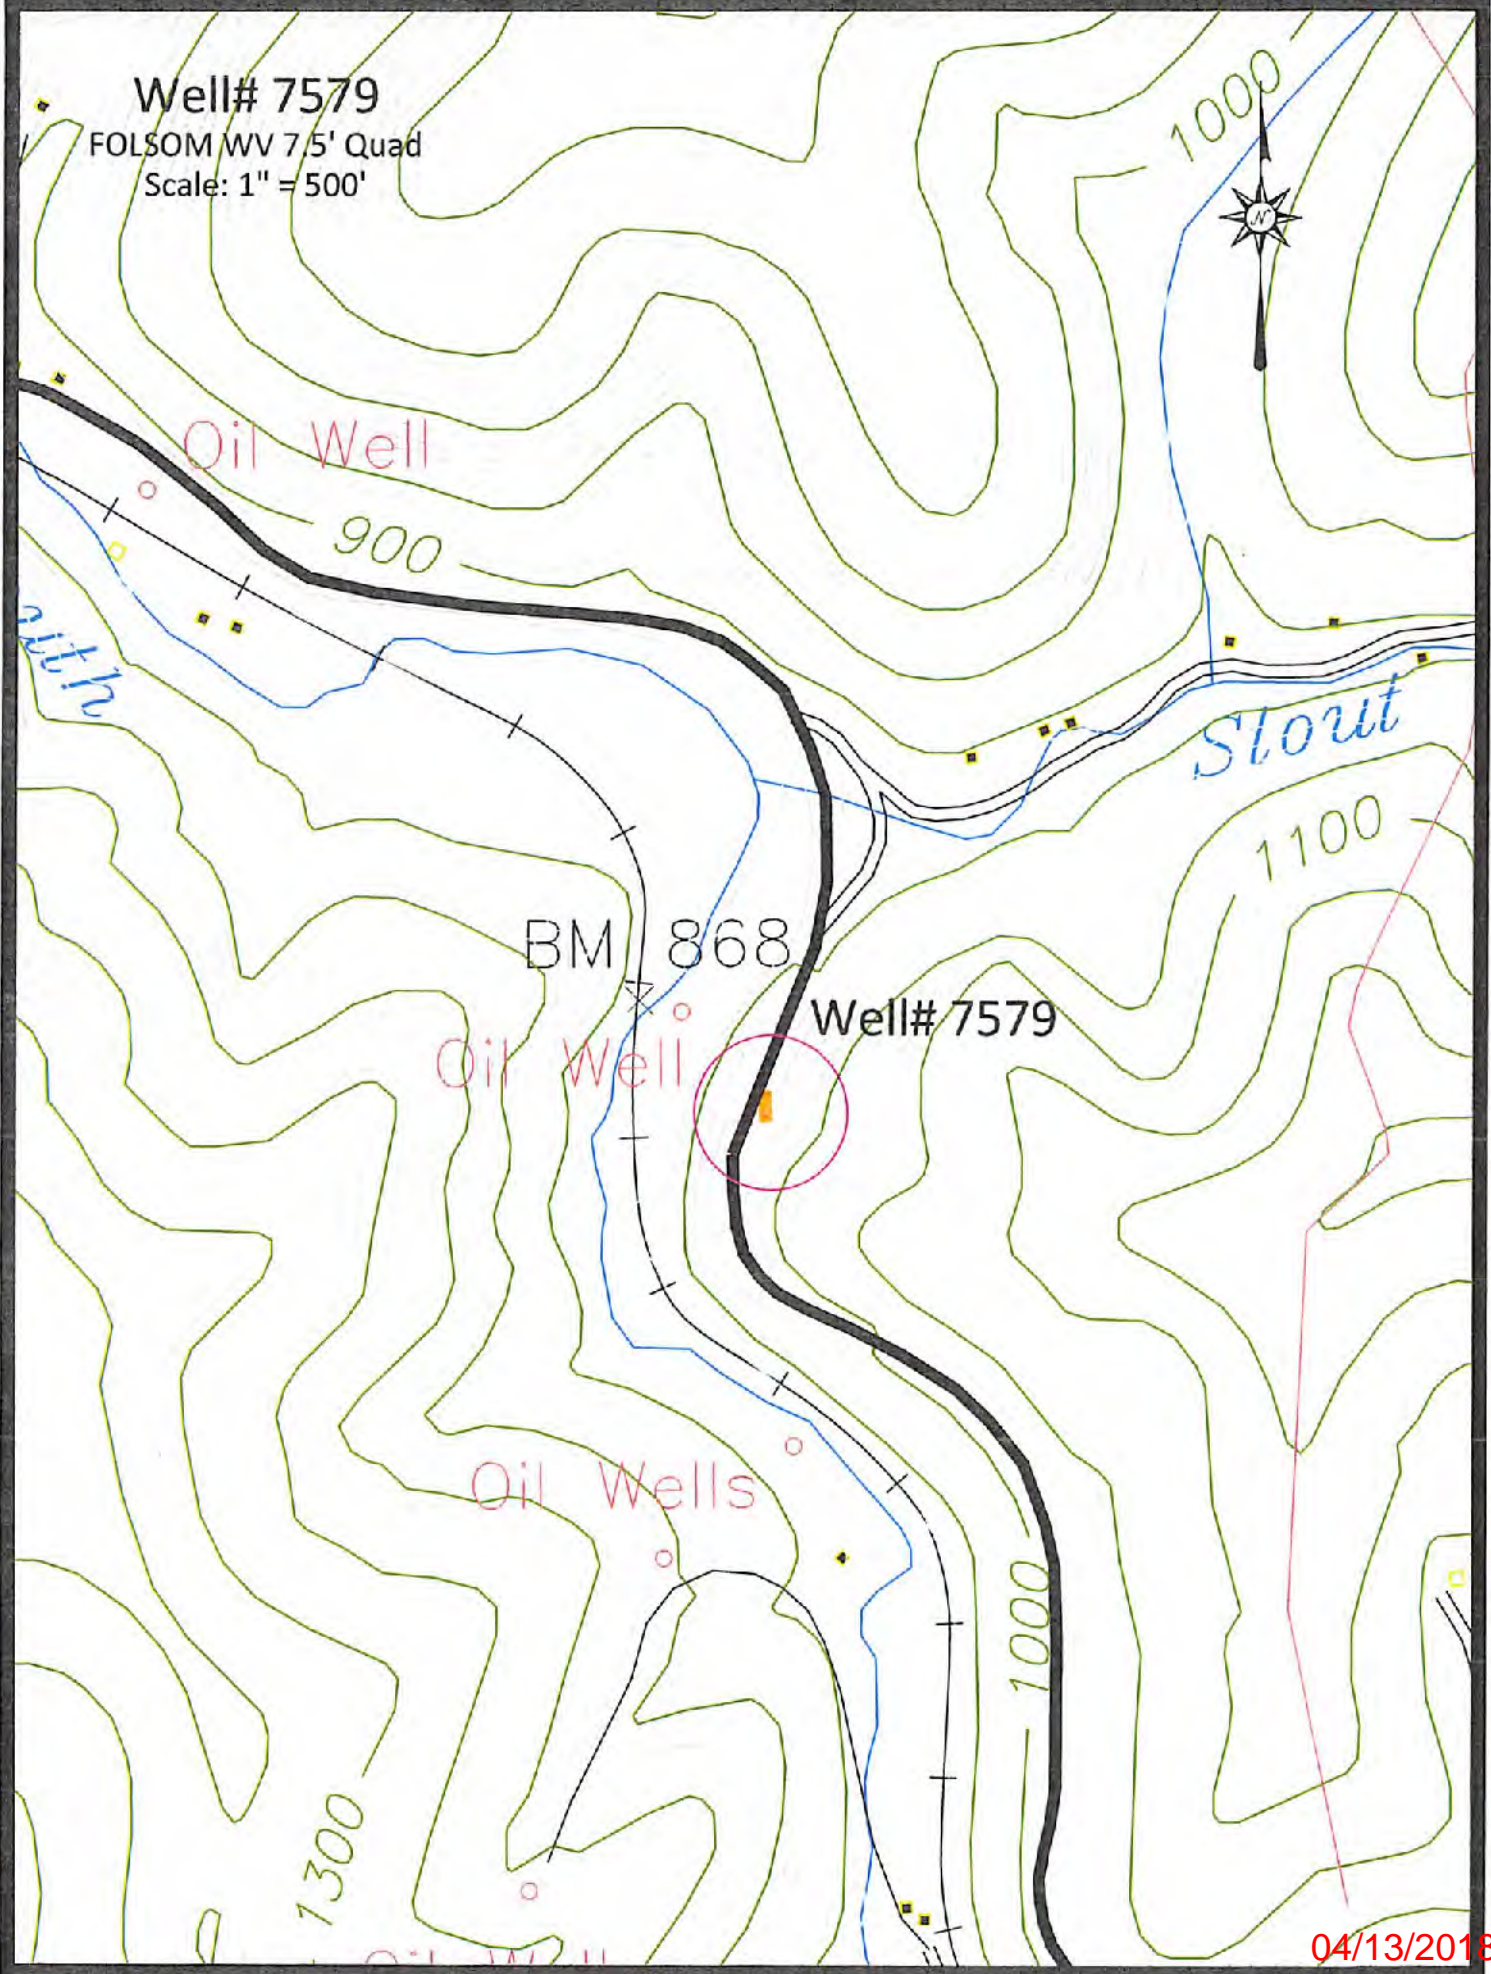 Well# 7579
FOLSOM WV 7.5' Quad
Scale: 1" = 500'
1000
N
Oil Well
900
Slout
1100
BM 868
Well# 7579
Oil Well
Oil Wells
1000
1300
04/13/2018